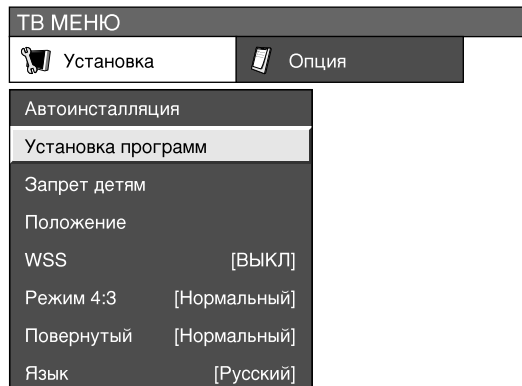 ТВ МЕНЮ
Установка Опция
Автоинсталляция
Установка программ
Запрет детям
Положение
WSS [ВЫКЛ]
Режим 4:3 [Нормальный]
Повернутый [Нормальный]
Язык [Русский]